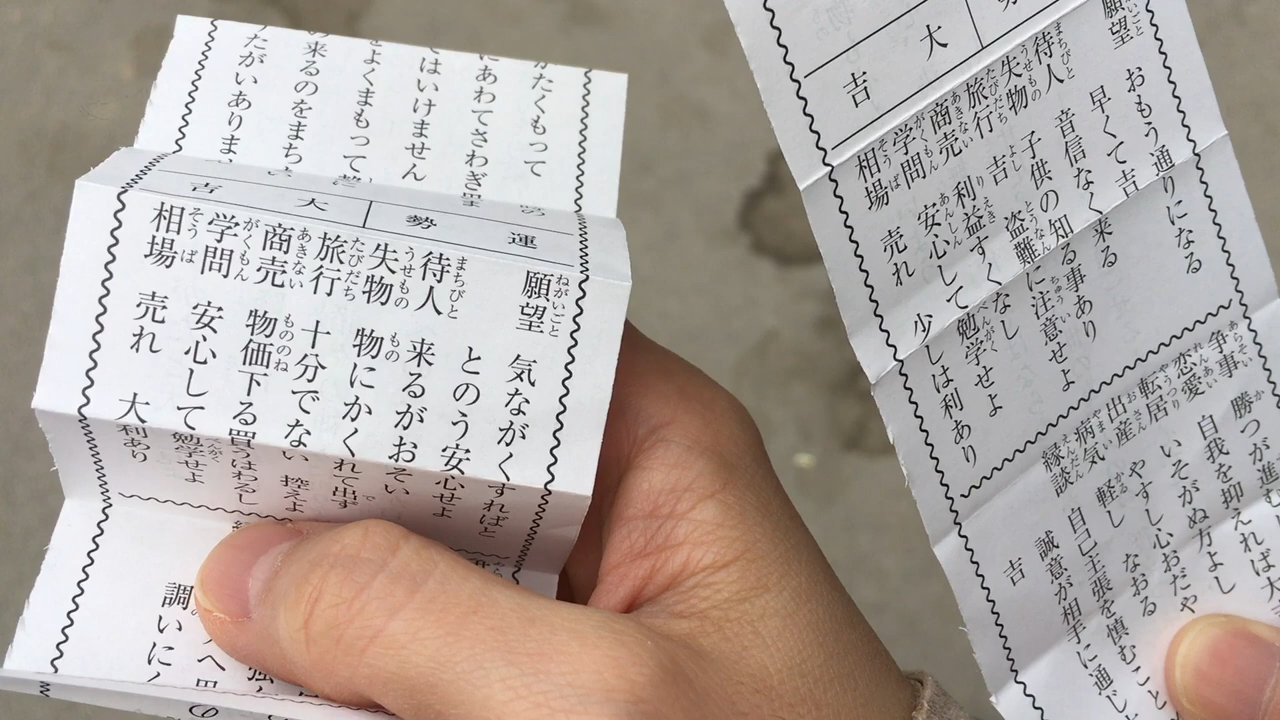 かたくもって
にあわてさわぎ
てはいけません
をよくまもって
の来るのをまち
たがいありま
運勢
大吉
願望 気ながくすればと
とのう安心せよ
待人 来るがおそい
失物 物にかくれて出ず
旅行 十分でない 控えよ
商売 物価下る買うはわるし
学問 安心して勉学せよ
相場 売れ 大利あり
調いにく
勢
大吉
願望 おもう通りになる
早くて吉
待人 音信なく来る
失物 子供の知る事あり
旅行 吉 盗難に注意せよ
商売 利益すくなし
学問 安心して勉学せよ
相場 売れ 少しは利あり
争事 勝つが進む
恋愛 自我を抑えれば大
転居 いそがぬ方よし
出産 やすし心おだや
病気 軽し なおる
縁談 自己主張を慎むこと
誠意が相手に通じ
吉